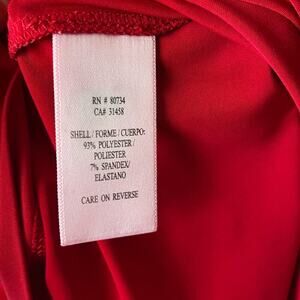 RN # 80734
CA# 31458
SHELL / FORME / CUERPO:
93% POLYESTER /
POLIESTER
7% SPANDEX/
ELASTANO
CARE ON REVERSE